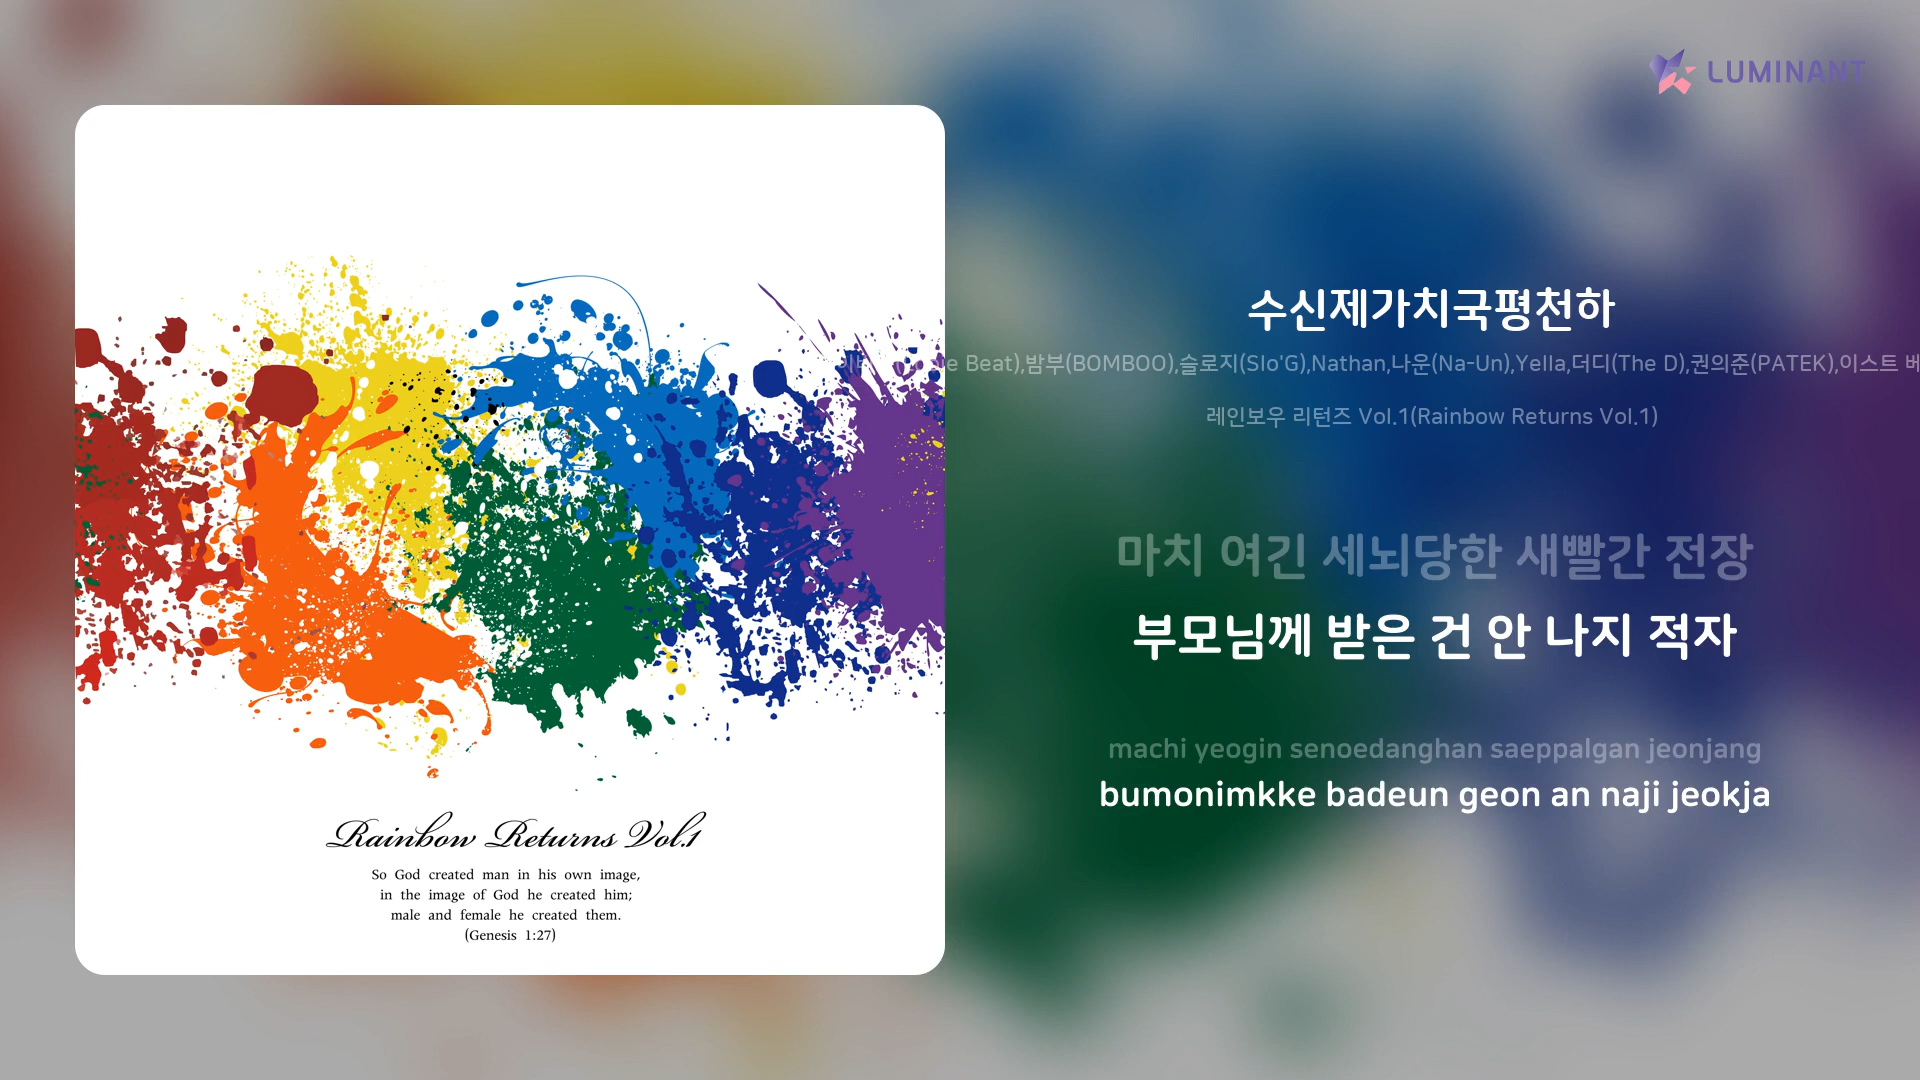 LUMINANT
수신제가치국평천하
Beat),밤부(BOMBOO),슬로지(Slo'G),Nathan,나운(Na-Un),Yella,더디(The D),권의준(PATEK),이스트
레인보우 리턴즈 Vol.1(Rainbow Returns Vol.1)
마치 여긴 세뇌당한 새빨간 전장
부모님께 받은 건 안 나지 적자
machi yeogin senoedanghan saeppalgan jeonjang
bumonimkke badeun geon an naji jeokja
Rainbow Returns Vol.1
So God created man in his own image,
in the image of God he created him;
male and female he created them.
(Genesis 1:27)